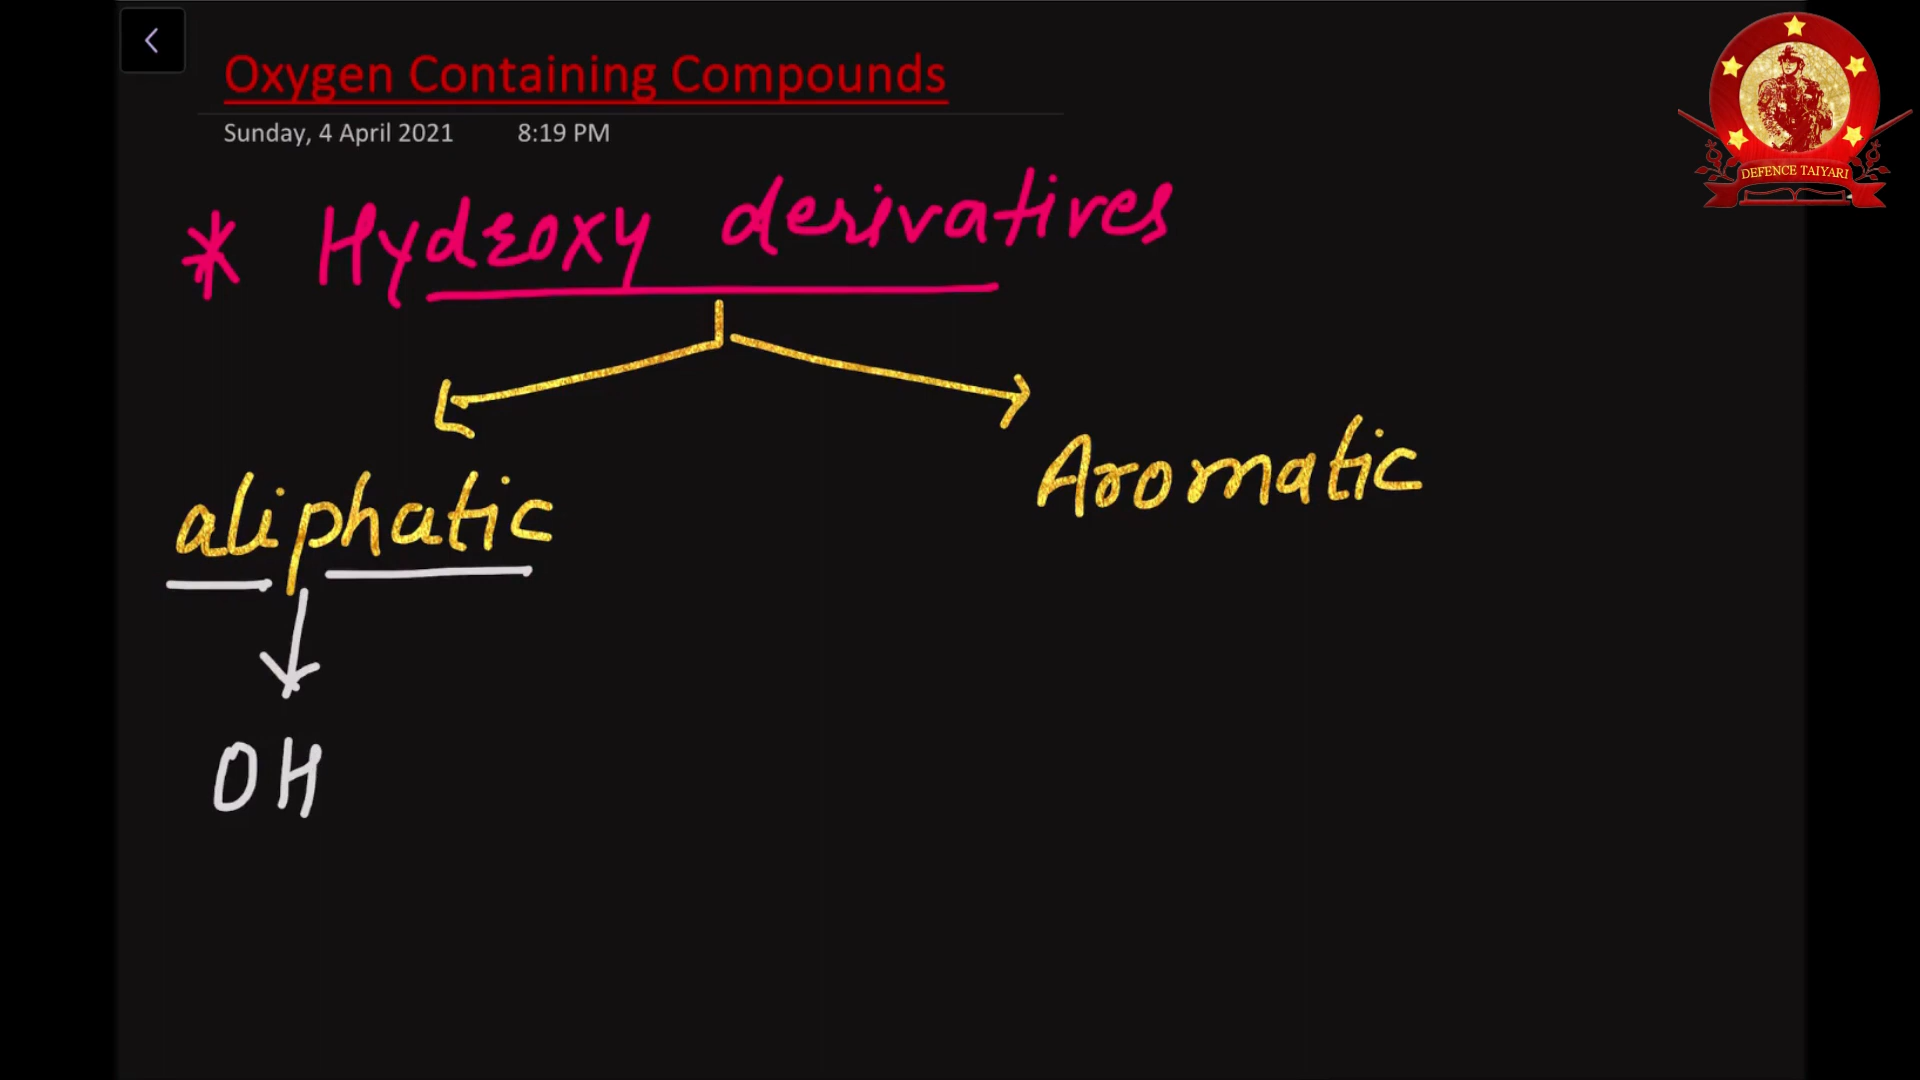 Oxygen Containing Compounds
Sunday, 4 April 2021 8:19 PM
* Hydroxy derivatives
aliphatic Aromatic
OH
DEFENCE TAIYARI